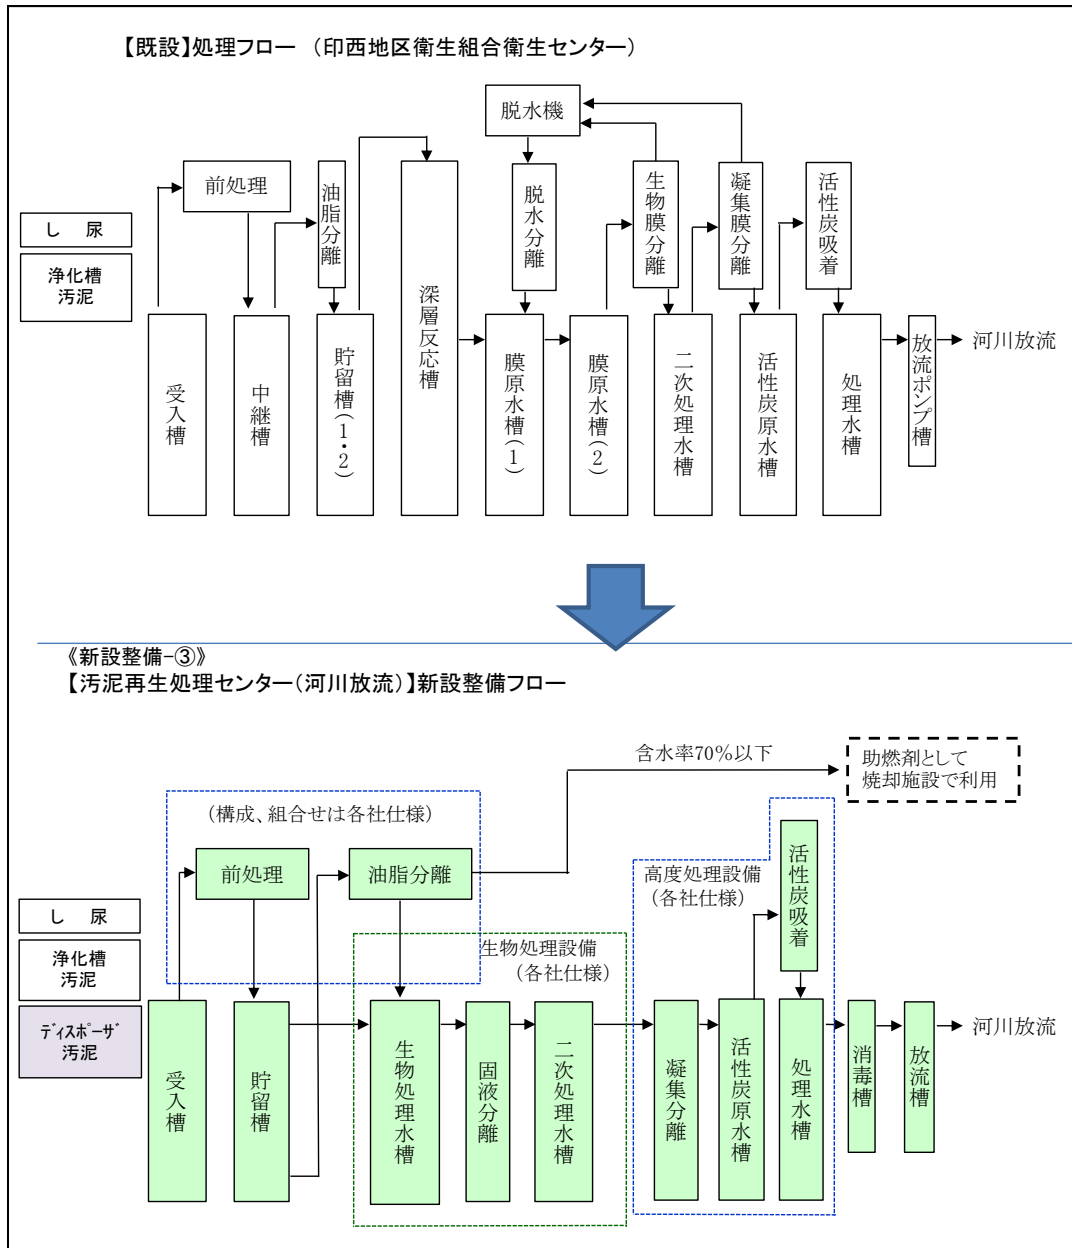 【既設】処理フロー （印西地区衛生組合衛生センター）
脱水機
前処理
油脂分離
脱水分離
生物膜分離
凝集膜分離
活性炭吸着
し 尿
浄化槽
汚泥
受入槽
中継槽
貯留槽(1・2)
深層反応槽
膜原水槽(1)
膜原水槽(2)
二次処理水槽
活性炭原水槽
処理水槽
放流ポンプ槽
河川放流
《新設整備-③》
【汚泥再生処理センター(河川放流)】新設整備フロー
含水率70％以下
助燃剤として
焼却施設で利用
(構成、組合せは各社仕様)
前処理
油脂分離
高度処理設備
(各社仕様)
活性炭吸着
し 尿
浄化槽
汚泥
ﾃﾞｨｽﾎﾟｰｻﾞ
汚泥
生物処理設備
(各社仕様)
受入槽
貯留槽
生物処理水槽
固液分離
二次処理水槽
凝集分離
活性炭原水槽
処理水槽
消毒槽
放流槽
河川放流